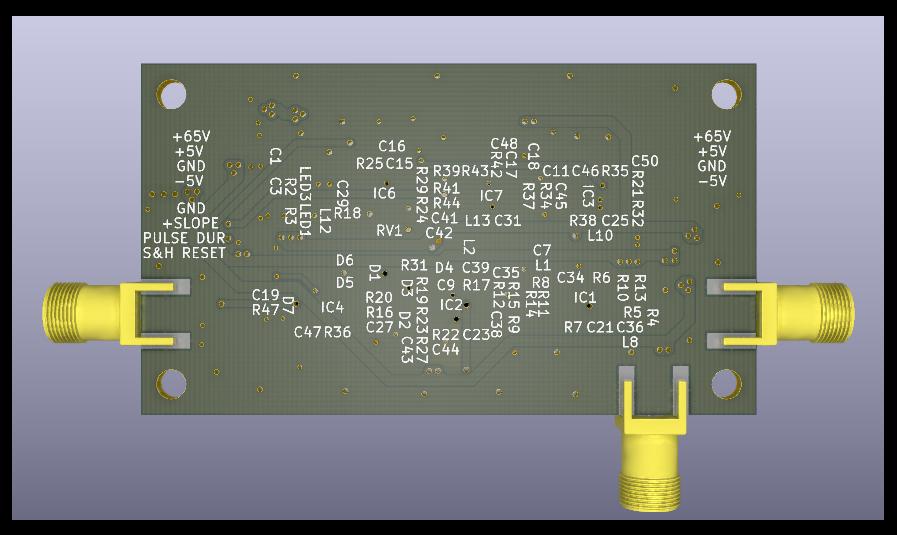 +65V
+5V
GND
-5V
GND
+SLOPE
PULSE DUR
S&H RESET
C1
C3
R2
R3
LED3
LED1
L12
C29
R18
C16
R25 C15
IC6
RV1
R29
R24
R39 R43
R41
R44
C41
C42
R42
C48
C17
C18
IC7
L13 C31
R37
R34
C45
C11 C46 R35
IC3
C50
R21
R32
R38 C25
L10
L2
C7
L1
D6
D5
D1
R31
D4 C39
C9 R17
IC2
C35
R12
R15
C38
R9
R8
R11
R14
C34 R6
IC1
R7 C21 C36
R10
R13
R5
R4
L8
C19
R47
D7
IC4
C47 R36
R20
R16
C27
D3
D2
C43
R19
R23
R27
R22 C23
C44
+65V
+5V
GND
-5V